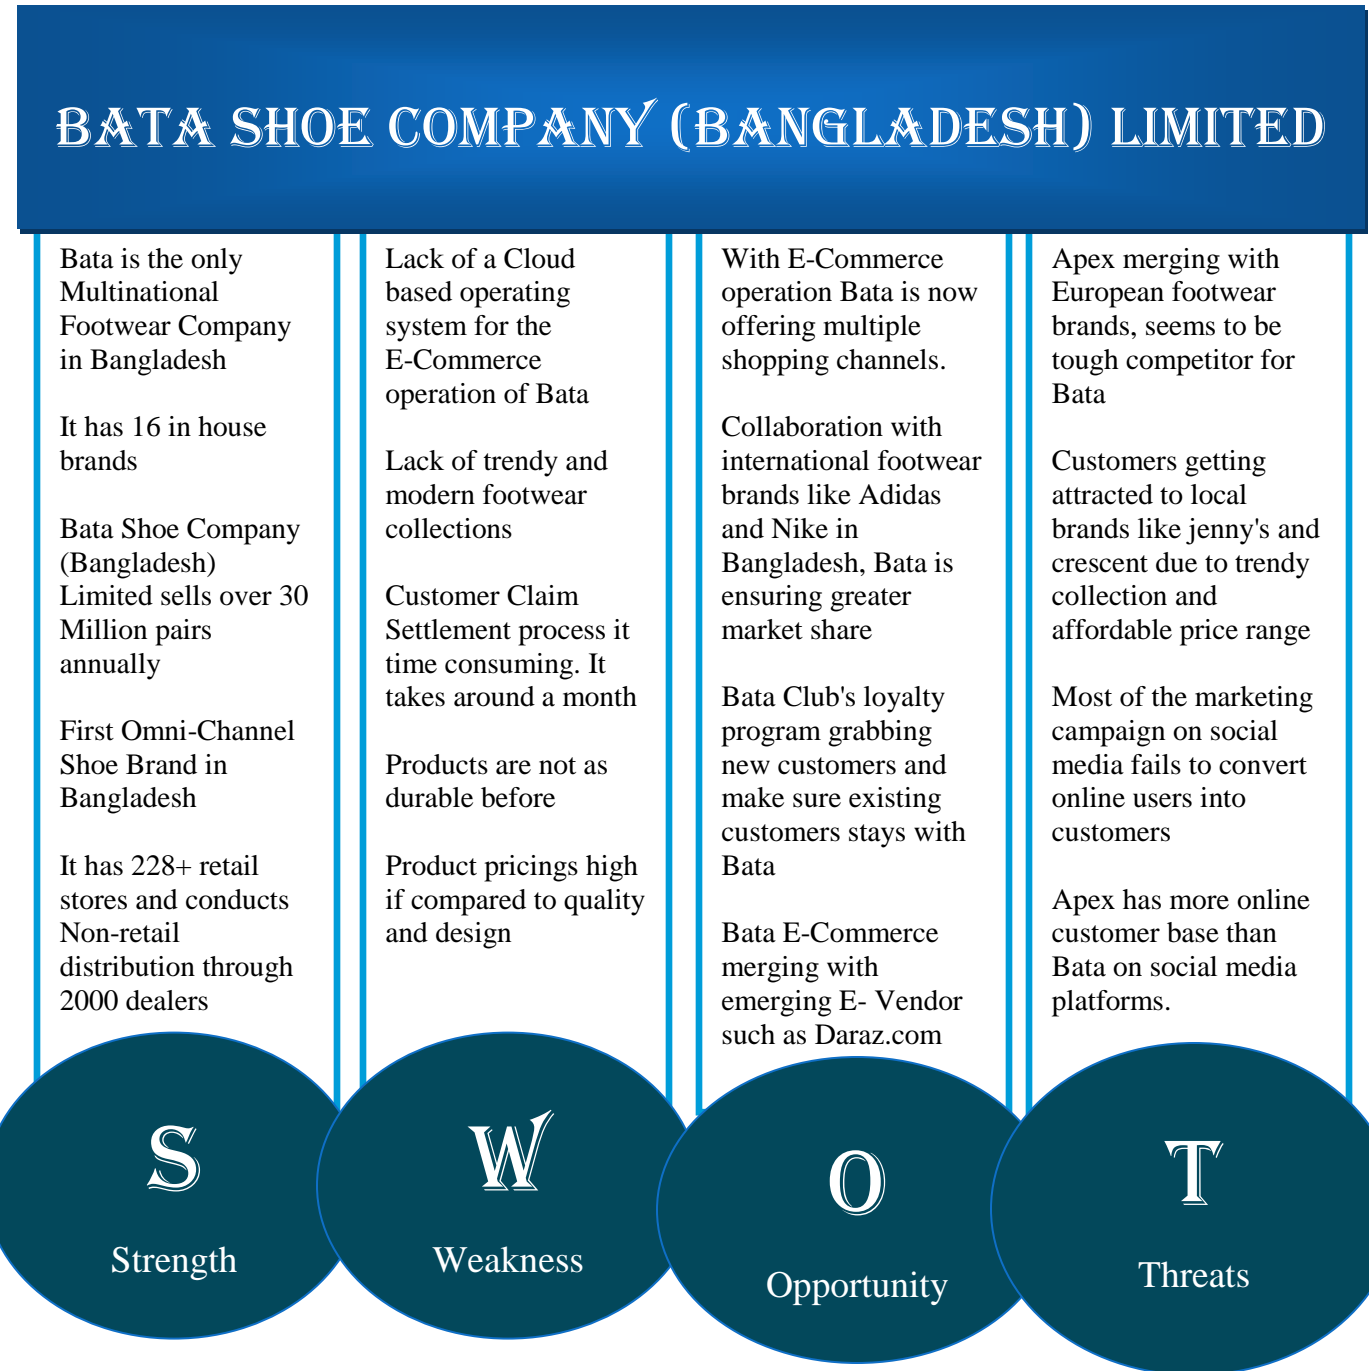 BATA SHOE COMPANY (BANGLADESH) LIMITED
Bata is the only
Multinational
Footwear Company
in Bangladesh
It has 16 in house
brands
Bata Shoe Company
(Bangladesh)
Limited sells over 30
Million pairs
annually
First Omni-Channel
Shoe Brand in
Bangladesh
It has 228+ retail
stores and conducts
Non-retail
distribution through
2000 dealers
S
Strength
Lack of a Cloud
based operating
system for the
E-Commerce
operation of Bata
Lack of trendy and
modern footwear
collections
Customer Claim
Settlement process it
time consuming. It
takes around a month
Products are not as
durable before
Product pricings high
if compared to quality
and design
W
Weakness
With E-Commerce
operation Bata is now
offering multiple
shopping channels.
Collaboration with
international footwear
brands like Adidas
and Nike in
Bangladesh, Bata is
ensuring greater
market share
Bata Club's loyalty
program grabbing
new customers and
make sure existing
customers stays with
Bata
Bata E-Commerce
merging with
emerging E- Vendor
such as Daraz.com
O
Opportunity
Apex merging with
European footwear
brands, seems to be
tough competitor for
Bata
Customers getting
attracted to local
brands like jenny's and
crescent due to trendy
collection and
affordable price range
Most of the marketing
campaign on social
media fails to convert
online users into
customers
Apex has more online
customer base than
Bata on social media
platforms.
T
Threats